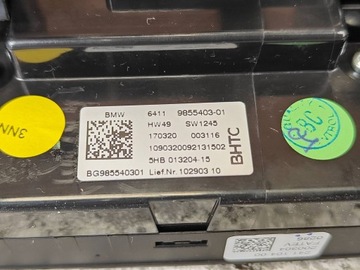 BMW 6411 9855403-01
HW49 SW1245
170320 003116
1090320092131502
5HB 013204-15
BG985540301 Lief.Nr. 102903 10
BHTC
3NN